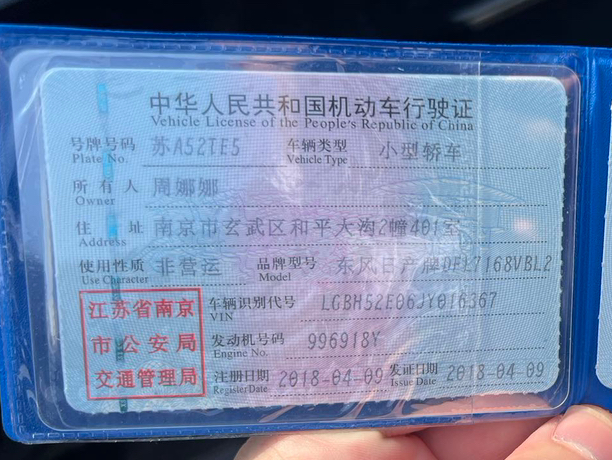 中华人民共和国机动车行驶证
Vehicle License of the People's Republic of China
号牌号码 苏A52TE5 车辆类型 小型轿车
Plate No. Vehicle Type
所有人 周娜娜
Owner
住址 南京市玄武区和平大沟2幢401室
Address
使用性质 非营运 品牌型号 东风日产牌DFL7168VBL2
Use Character Model
江苏省南京
市公安局
交通管理局
车辆识别代号 LGBH52E06JY016367
VIN
发动机号码 996918Y
Engine No.
注册日期 2018-04-09 发证日期 2018-04-09
Register Date Issue Date